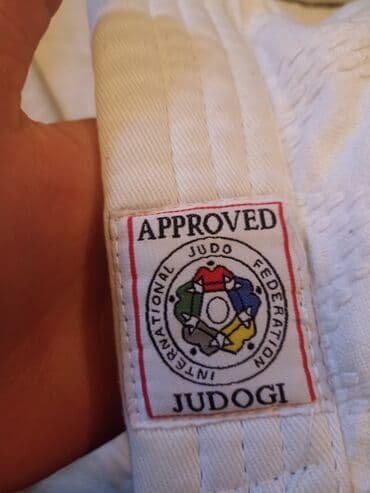 APPROVED
INTERNATIONAL JUDO FEDERATION
JUDOGI